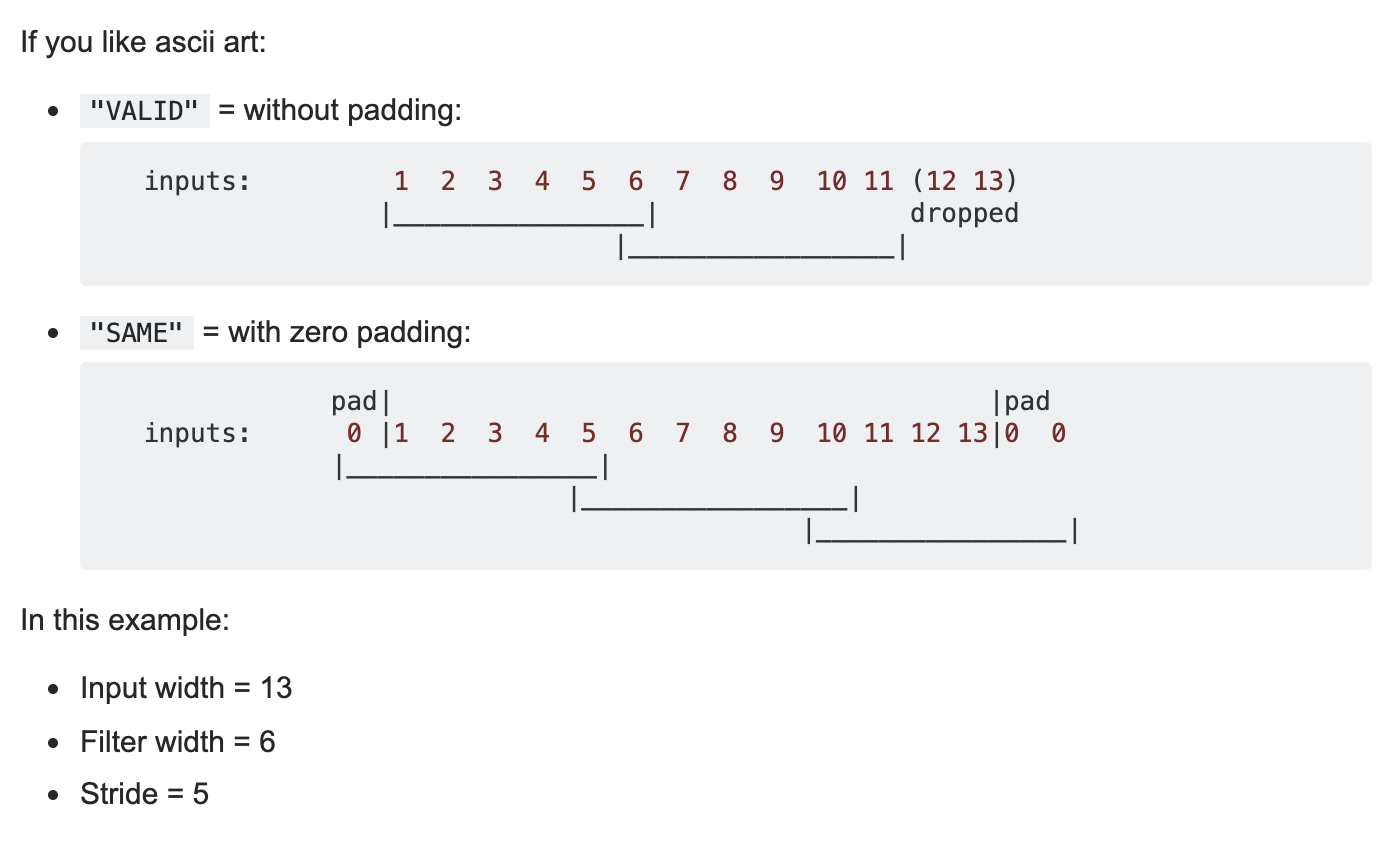 If you like ascii art:
• "VALID" = without padding:
inputs:         1  2  3  4  5  6  7  8  9  10 11 (12 13)
               |________________|                dropped
                              |_________________|
• "SAME" = with zero padding:
            pad|                                      |pad
inputs:      0 |1  2  3  4  5  6  7  8  9  10 11 12 13|0  0
            |________________|
                           |_________________|
                                          |________________|
In this example:
• Input width = 13
• Filter width = 6
• Stride = 5